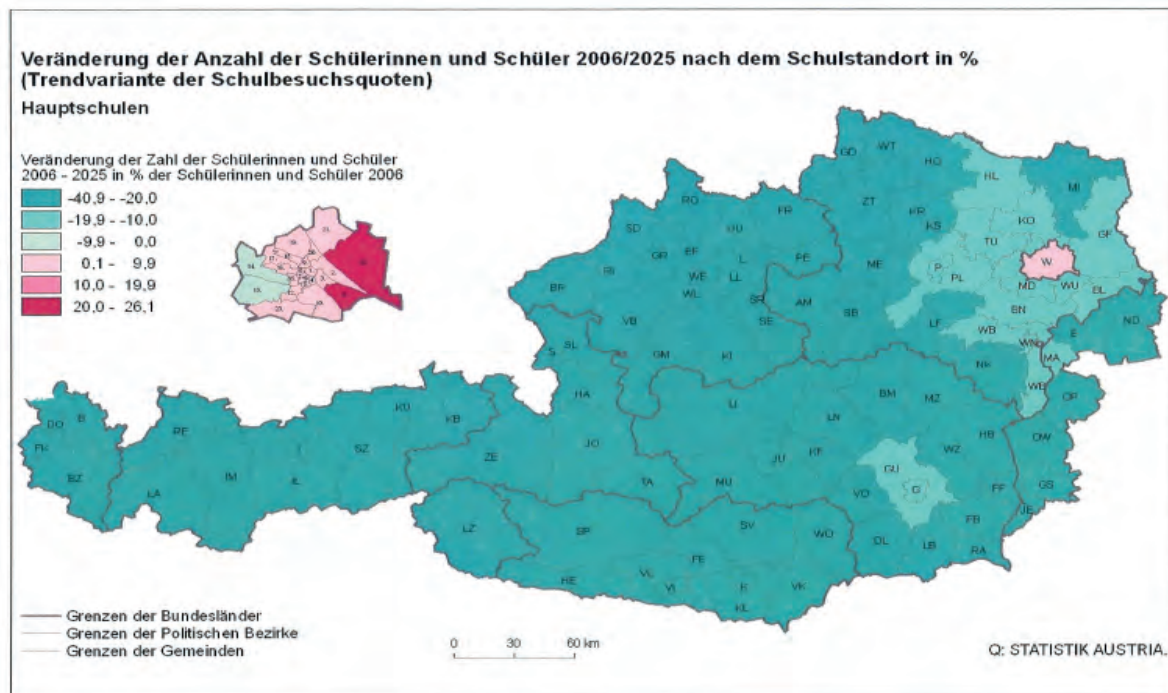 Veränderung der Anzahl der Schülerinnen und Schüler 2006/2025 nach dem Schulstandort in %
(Trendvariante der Schulbesuchsquoten)
Hauptschulen
Veränderung der Zahl der Schülerinnen und Schüler
2006 - 2025 in % der Schülerinnen und Schüler 2006
-40,9 - -20,0
-19,9 - -10,0
-9,9 - 0,0
0,1 - 9,9
10,0 - 19,9
20,0 - 26,1
GD WT HO
HL MI
RO FR ZT KO
SD UU KR KS GF
GR EF L TÜ
RI WE LL PE ME P PL W
BR WL MD WU BL
VB SR AM SB BN
SE LF WB E ND
S SL GM KI WN MA
NK WB
HA LI BM MZ OP
KU KB LN
DO B RE HB OW
FK I SZ JO KF WZ
BZ IM IL ZE JU GU G GS
LA TA MU VO FF
LZ SP SV WO FB JE
DL LB RA
FE
HE VL VI K VK
KL
Grenzen der Bundesländer
Grenzen der Politischen Bezirke
Grenzen der Gemeinden
0 30 60 km
Q: STATISTIK AUSTRIA.